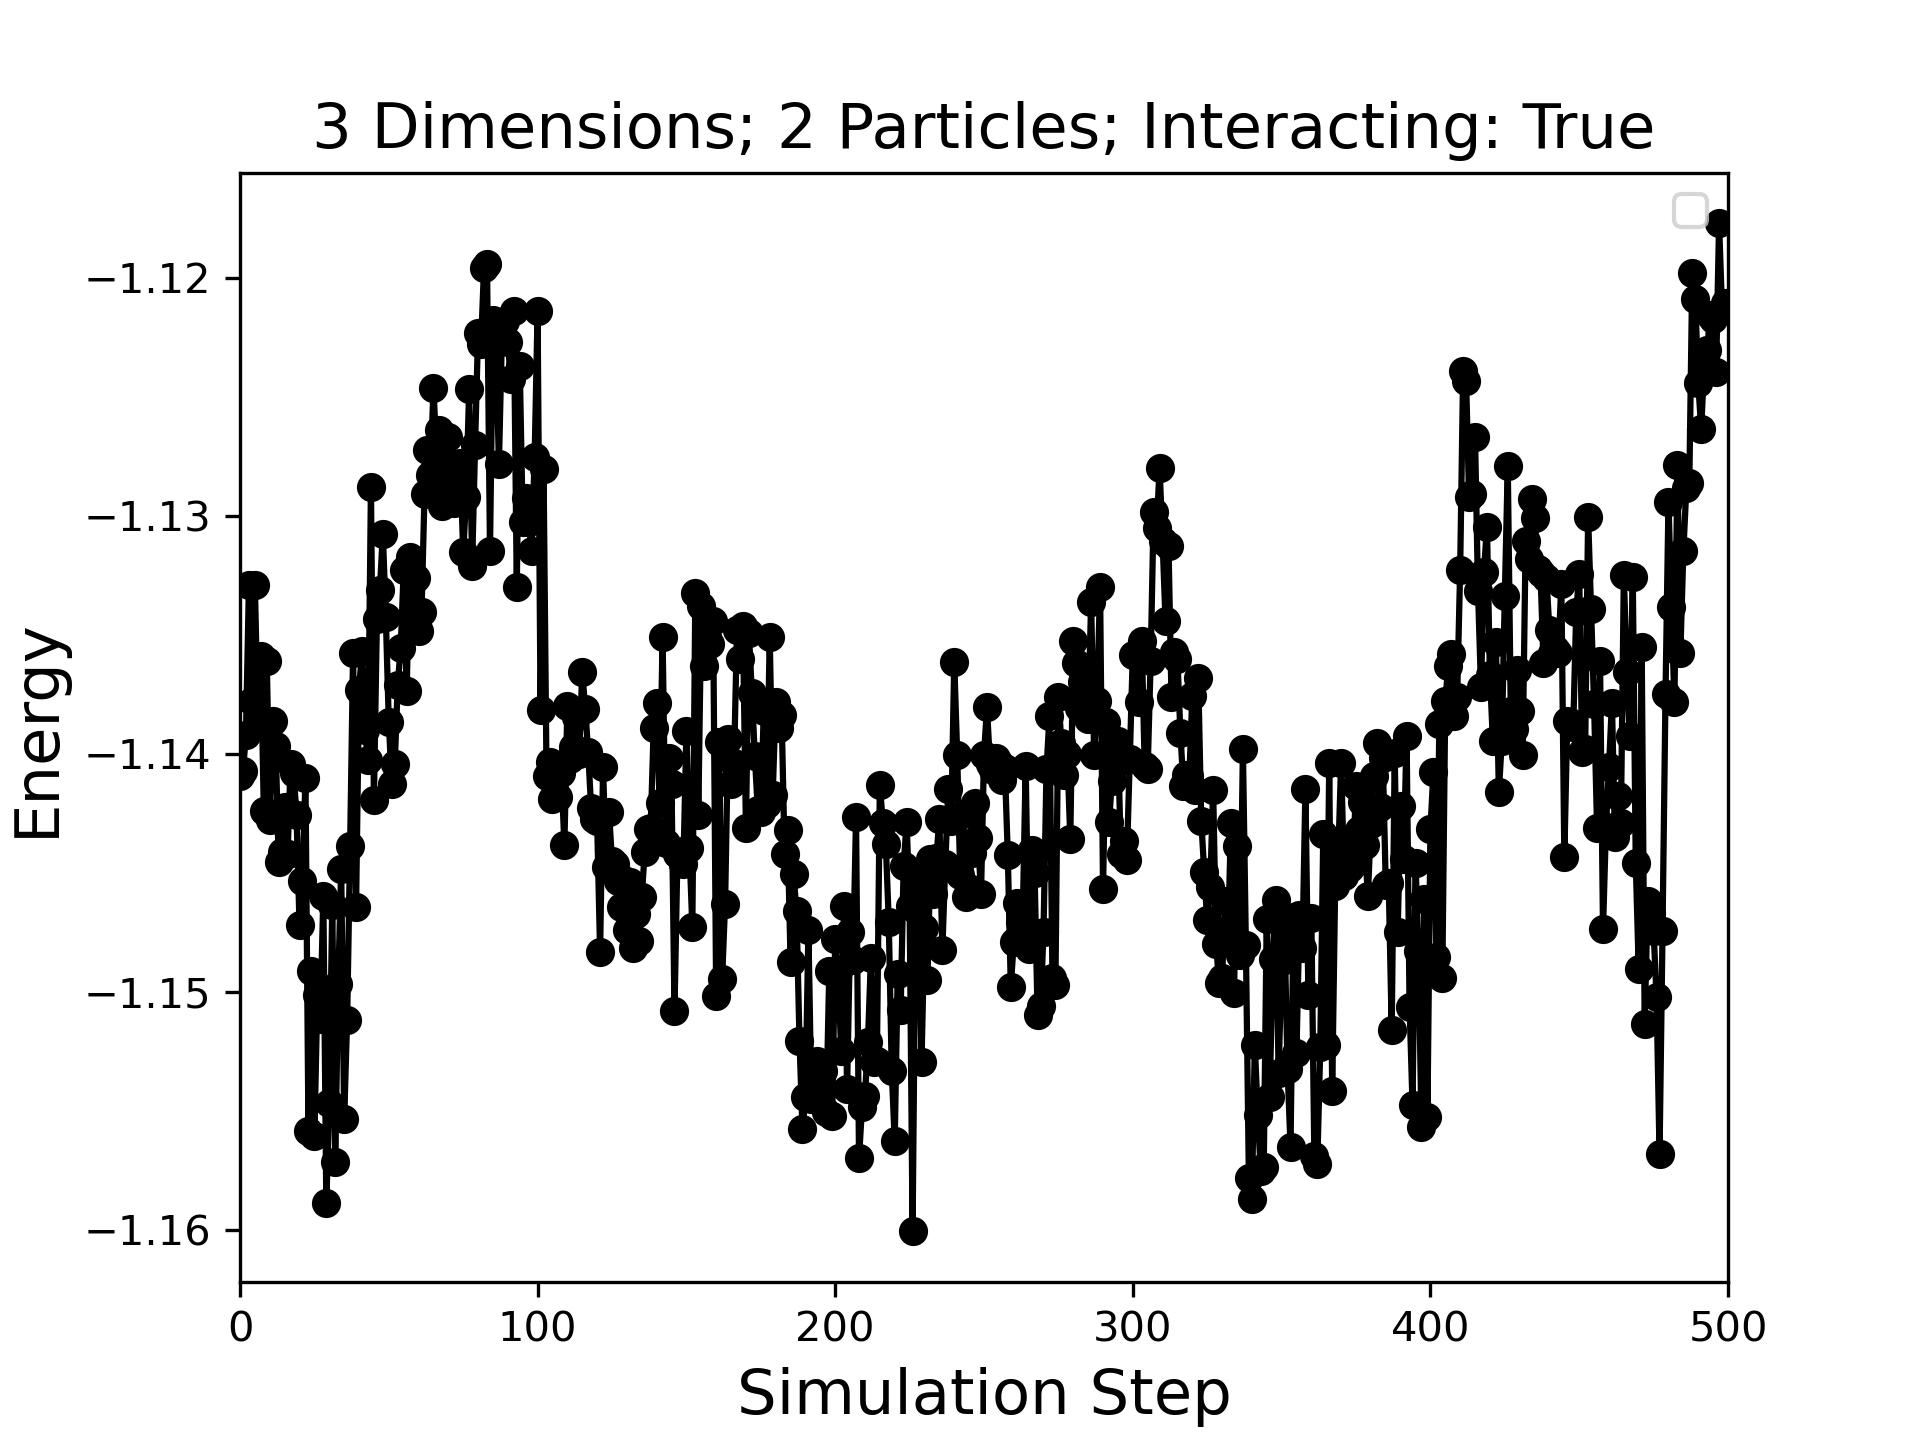 3 Dimensions; 2 Particles; Interacting: True
Energy
−1.12
−1.13
−1.14
−1.15
−1.16
0 100 200 300 400 500
Simulation Step